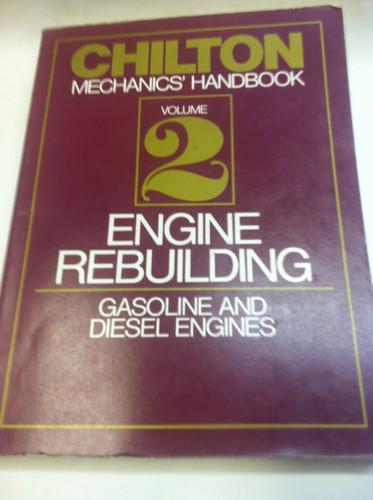 CHILTON
MECHANICS' HANDBOOK
VOLUME
2
ENGINE
REBUILDING
GASOLINE AND
DIESEL ENGINES